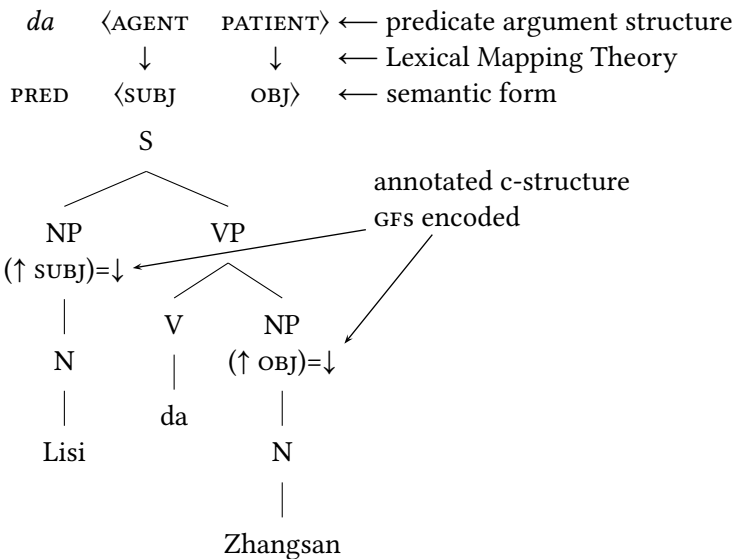 da ⟨AGENT PATIENT⟩ ← predicate argument structure
↓ ↓ ← Lexical Mapping Theory
PRED ⟨SUBJ OBJ⟩ ← semantic form
S
annotated c-structure
GFs encoded
NP VP
(↑ SUBJ)=↓
V NP
N (↑ OBJ)=↓
da
Lisi N
Zhangsan